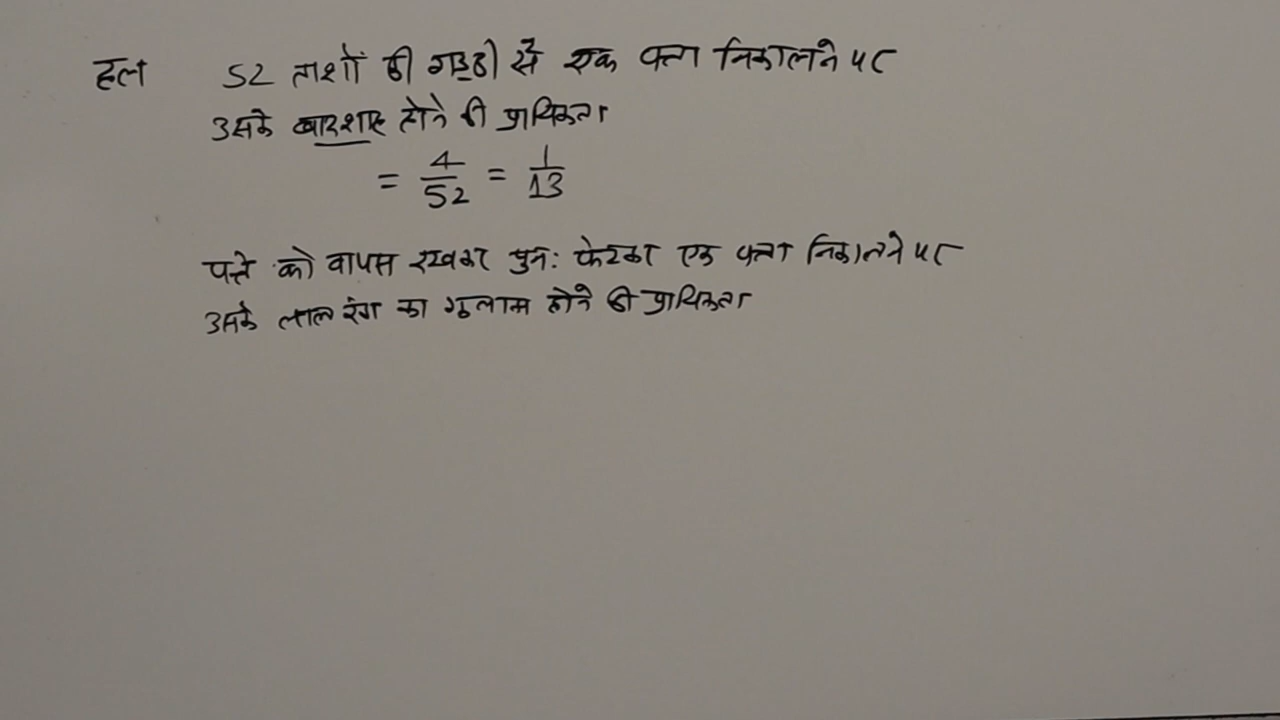 हल 52 ताशों की गड्डी से एक पत्ता निकालने पर
उसके बादशाह होने की प्रायिकता
= 4/52 = 1/13
पत्ते को वापस रखकर पुन: फेटकर एक पत्ता निकालने पर
उसके लाल रंग का गुलाम होने की प्रायिकता